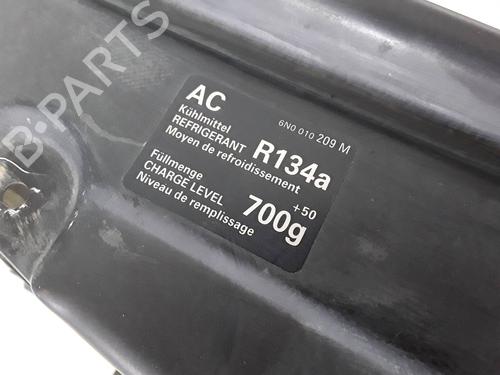 B-PARTS
AC
6N0 010 209 M
Kühlmittel
REFRIGERANT R134a
Moyen de refroidissement
Füllmenge +50
CHARGE LEVEL 700g
Niveau de remplissage